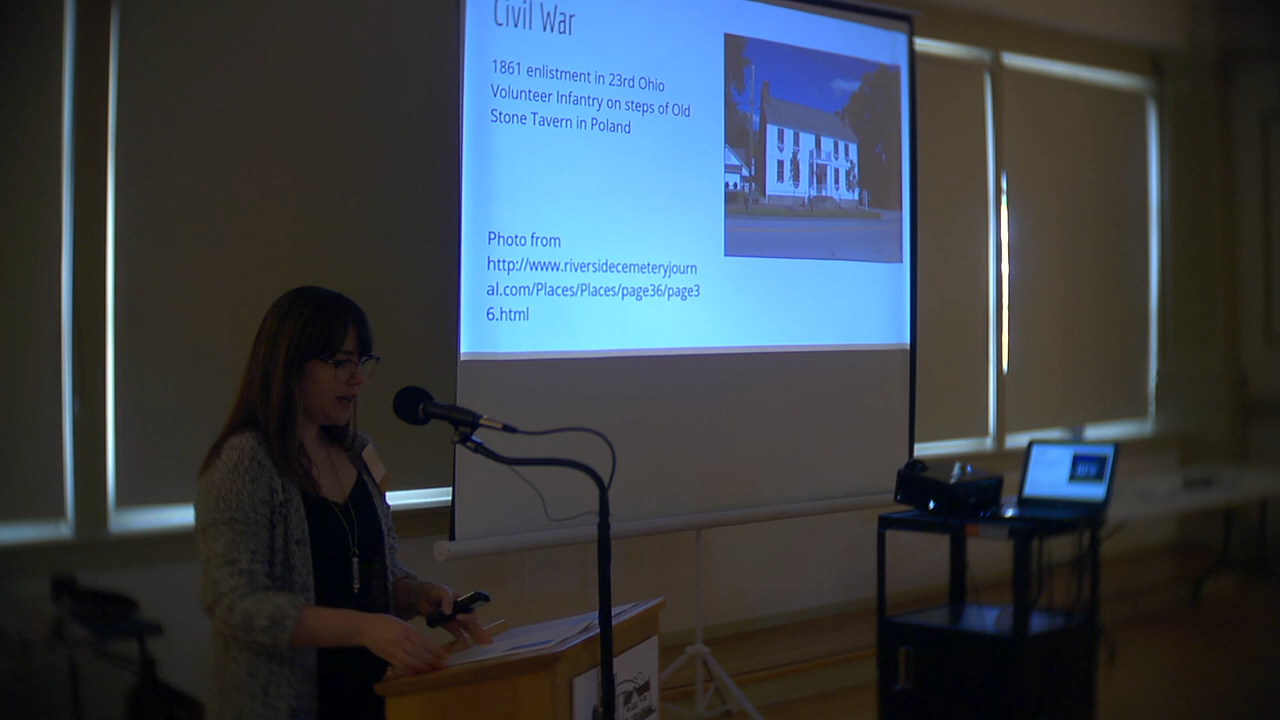 Civil War
1861 enlistment in 23rd Ohio
Volunteer Infantry on steps of Old
Stone Tavern in Poland
Photo from
http://www.riversidecemeteryjourn
al.com/Places/Places/page36/page3
6.html